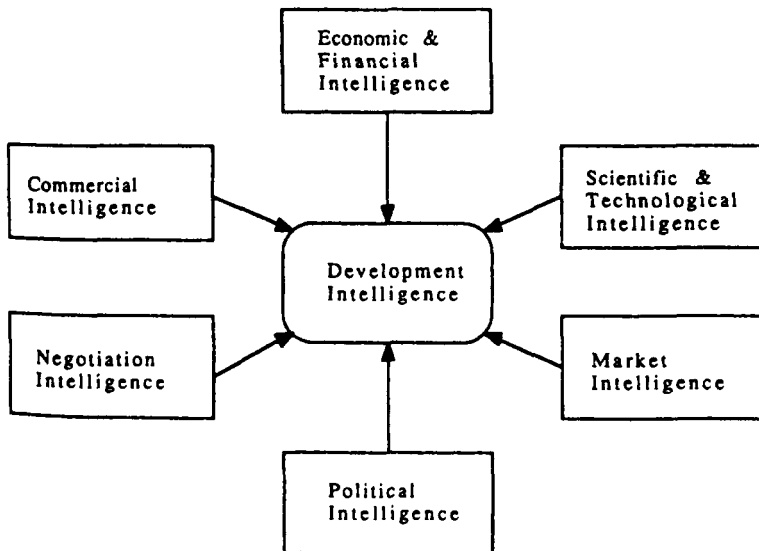 Economic &
Financial
Intelligence
Commercial
Intelligence
Scientific &
Technological
Intelligence
Development
Intelligence
Negotiation
Intelligence
Market
Intelligence
Political
Intelligence